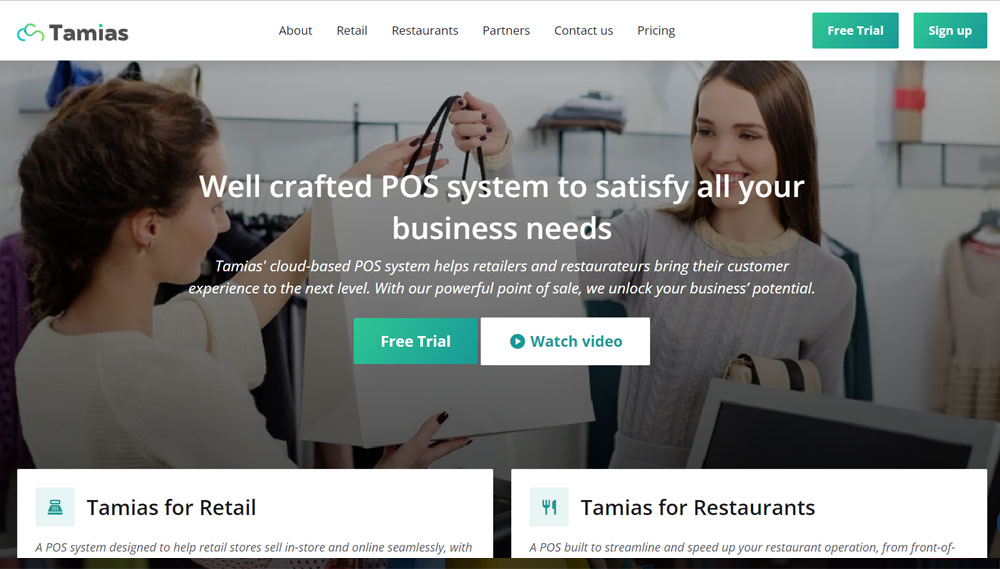 Tamias
About Retail Restaurants Partners Contact us Pricing
Free Trial Sign up
Well crafted POS system to satisfy all your
business needs
Tamias' cloud-based POS system helps retailers and restaurateurs bring their customer
experience to the next level. With our powerful point of sale, we unlock your business’ potential.
Free Trial Watch video
Tamias for Retail
A POS system designed to help retail stores sell in-store and online seamlessly, with
Tamias for Restaurants
A POS built to streamline and speed up your restaurant operation, from front-of-